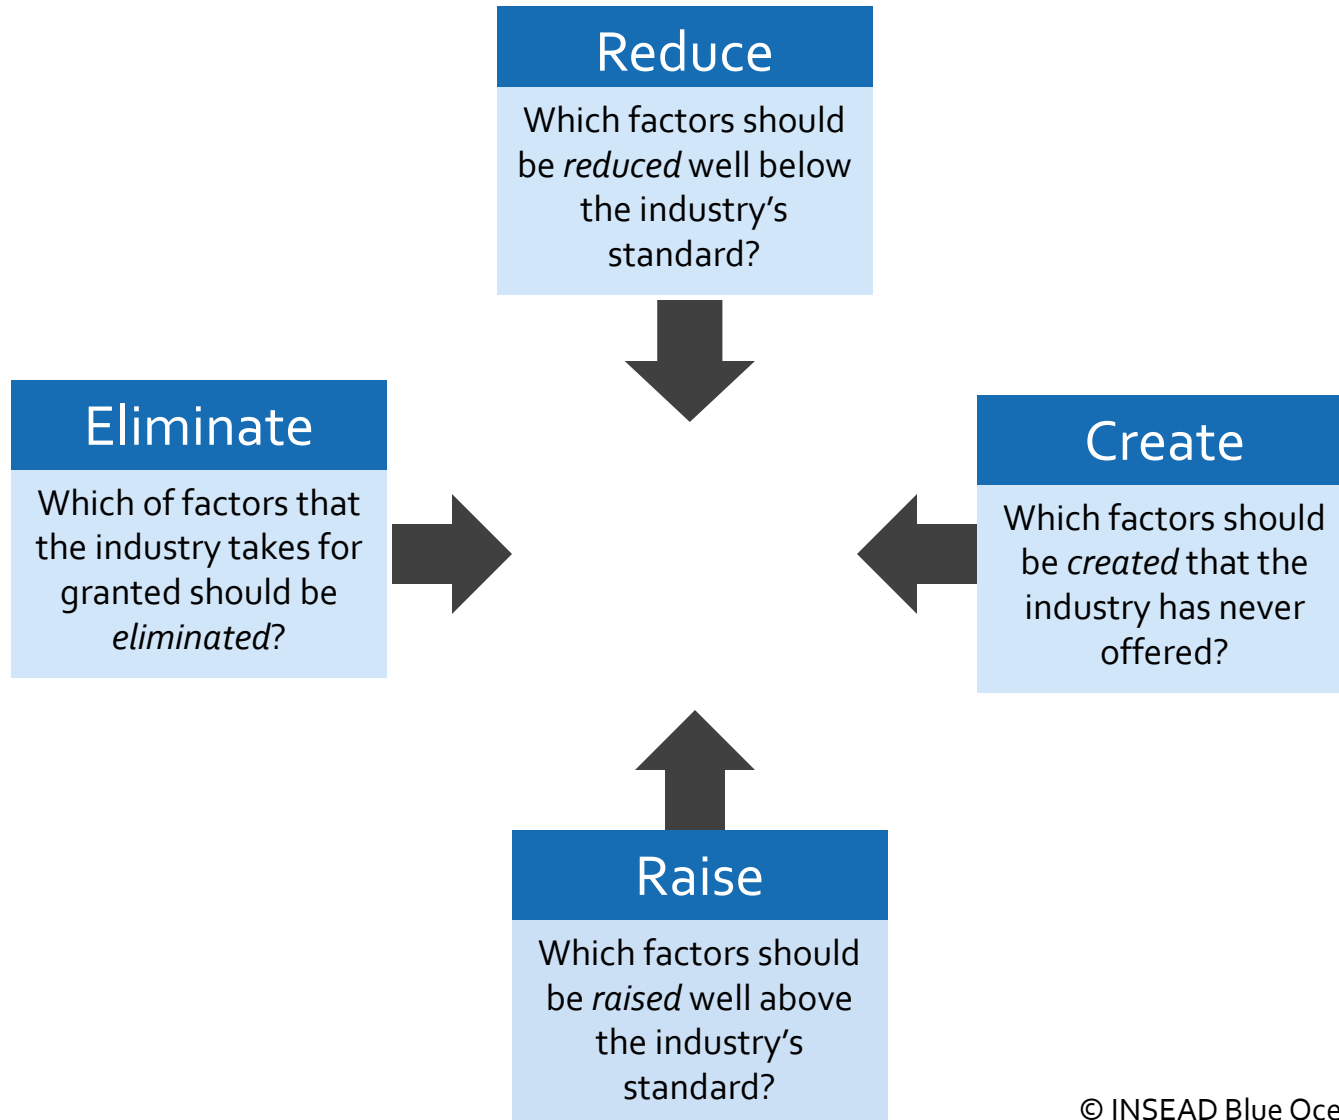 Reduce
Which factors should
be reduced well below
the industry's
standard?
Eliminate
Which of factors that
the industry takes for
granted should be
eliminated?
Create
Which factors should
be created that the
industry has never
offered?
Raise
Which factors should
be raised well above
the industry's
standard?
© INSEAD Blue Oce